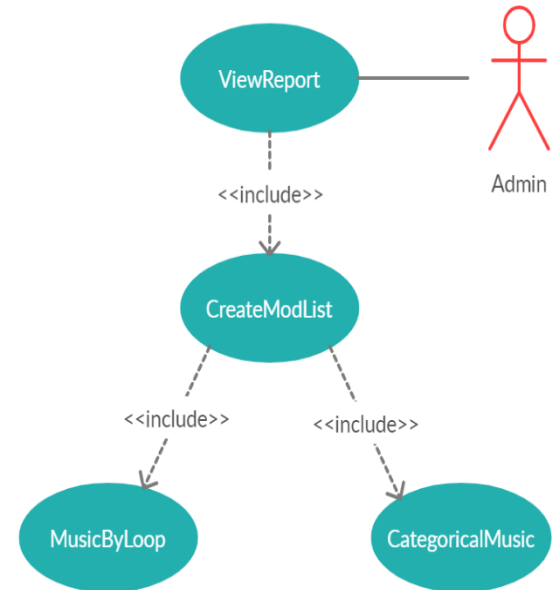 ViewReport
Admin
<<include>>
CreateModList
<<include>>
<<include>>
MusicByLoop
CategoricalMusic